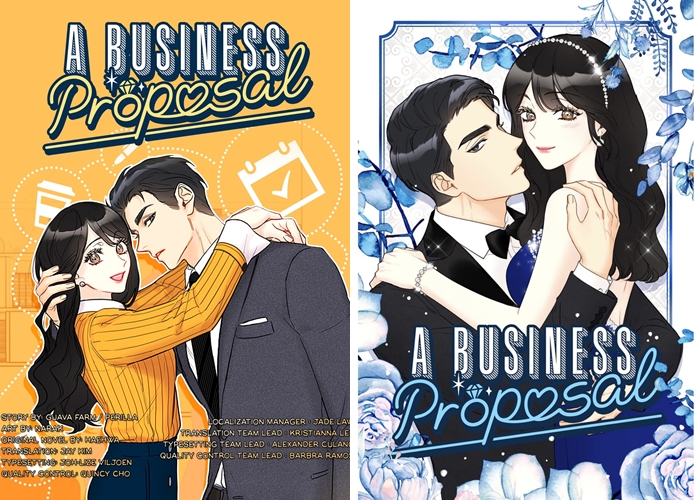 A BUSINESS
Proposal
STORY BY: GUAVA FARM / PERILLA
ART BY: NARAK
ORIGINAL NOVEL BY: HAEHWA
TRANSLATION: JAY KIM
TYPESETTING: JOH-LIZE VILJOEN
QUALITY CONTROL: QUINCY CHO
LOCALIZATION MANAGER: JADE LAW
TRANSLATION TEAM LEAD: KRISTIANNA LE
TYPESETTING TEAM LEAD: ALEXANDER CULANG
QUALITY CONTROL TEAM LEAD: BARBRA RAMOS
A BUSINESS
Proposal